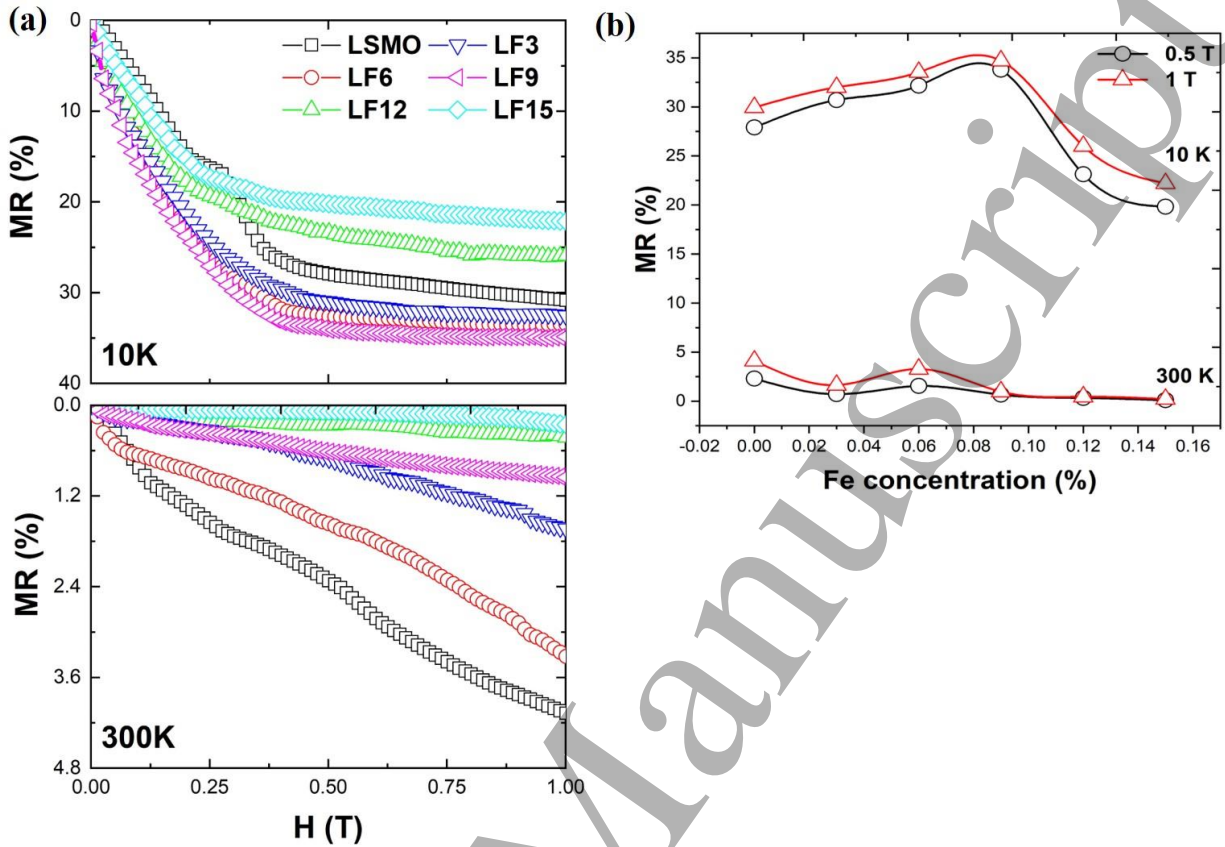 (a)
0
10
20
30
40
MR (%)
LSMO LF3
LF6 LF9
LF12 LF15
10K
0.0
1.2
2.4
3.6
4.8
MR (%)
300K
0.00 0.25 0.50 0.75 1.00
H (T)
(b)
35
30
25
20
15
10
5
0
MR (%)
0.5 T
1 T
10 K
300 K
-0.02 0.00 0.02 0.04 0.06 0.08 0.10 0.12 0.14 0.16
Fe concentration (%)
Manuscript